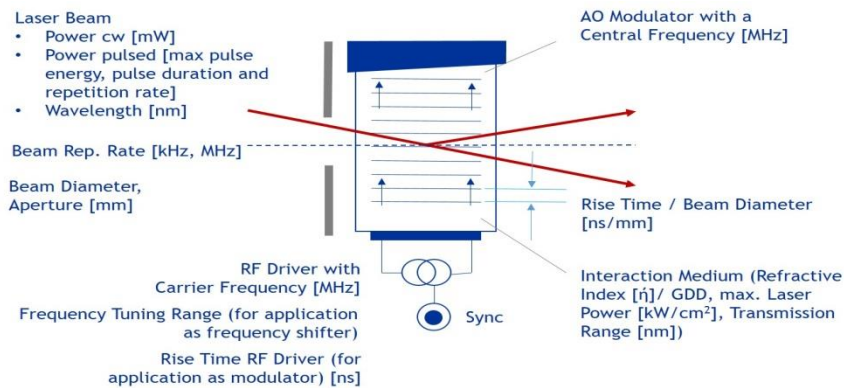 Laser Beam
• Power cw [mW]
• Power pulsed [max pulse
energy, pulse duration and
repetition rate]
• Wavelength [nm]
Beam Rep. Rate [kHz, MHz]
Beam Diameter,
Aperture [mm]
RF Driver with
Carrier Frequency [MHz]
Frequency Tuning Range (for application
as frequency shifter)
Rise Time RF Driver (for
application as modulator) [ns]
Sync
AO Modulator with a
Central Frequency [MHz]
Rise Time / Beam Diameter
[ns/mm]
Interaction Medium (Refractive
Index [ή]/ GDD, max. Laser
Power [kW/cm²], Transmission
Range [nm])